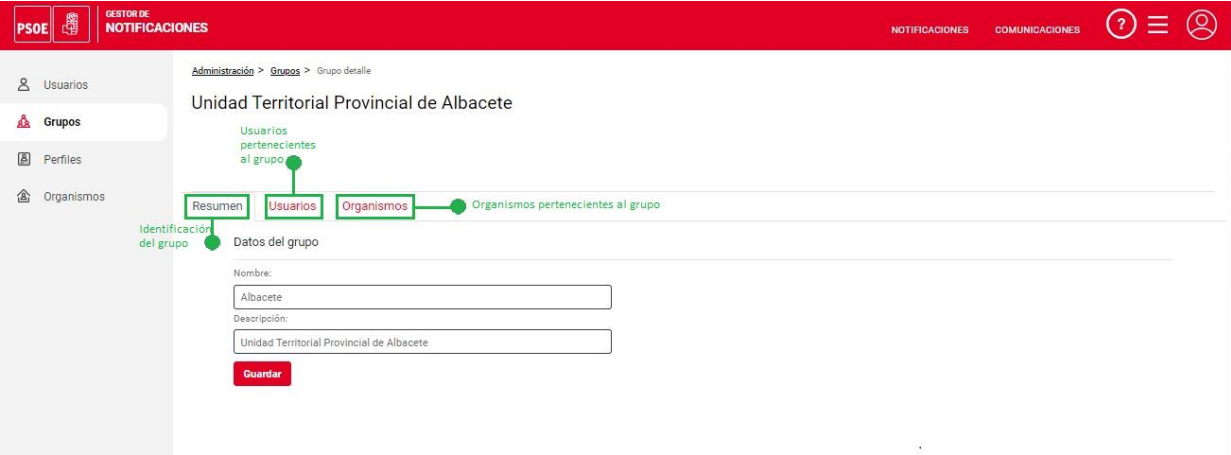 PSOE
GESTOR DE
NOTIFICACIONES
NOTIFICACIONES
COMUNICACIONES
?
Usuarios
Grupos
Perfiles
Organismos
Administración > Grupos > Grupo detalle
Unidad Territorial Provincial de Albacete
Usuarios
pertenecientes
al grupo
Resumen
Usuarios
Organismos
Organismos pertenecientes al grupo
Identificación
del grupo
Datos del grupo
Nombre:
Albacete
Descripción:
Unidad Territorial Provincial de Albacete
Guardar